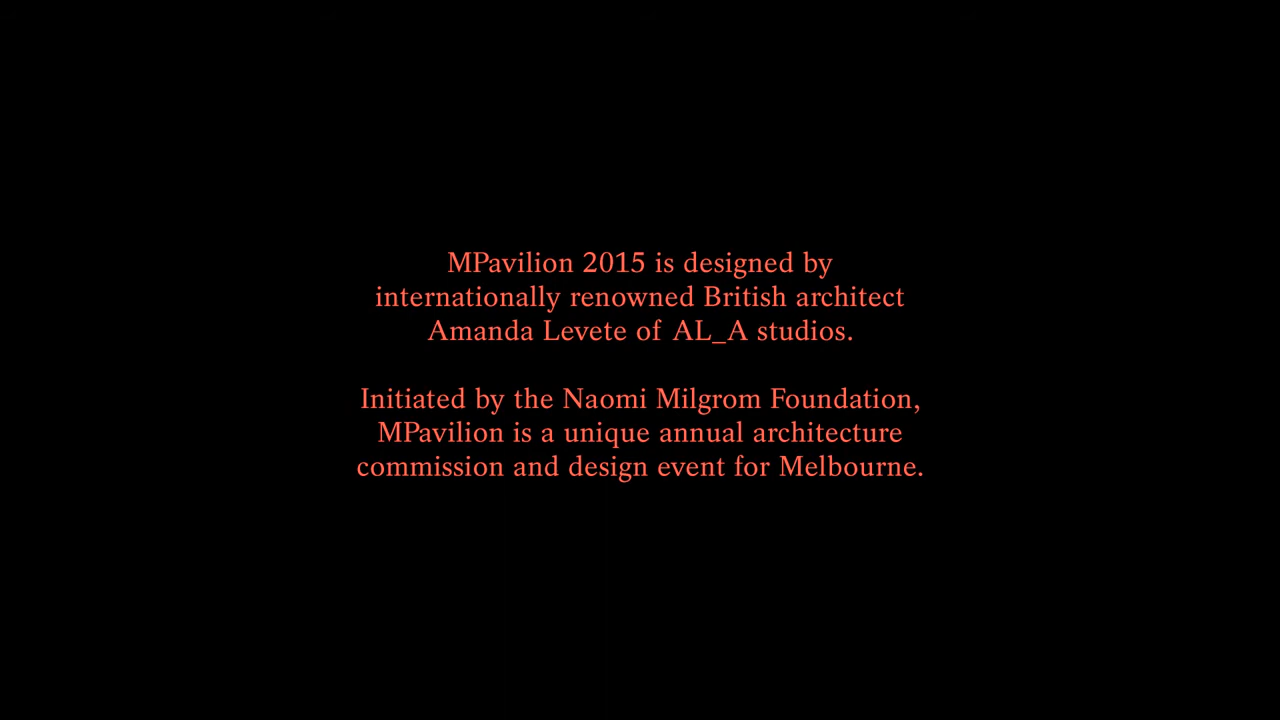 MPavilion 2015 is designed by
internationally renowned British architect
Amanda Levete of AL_A studios.
Initiated by the Naomi Milgrom Foundation,
MPavilion is a unique annual architecture
commission and design event for Melbourne.